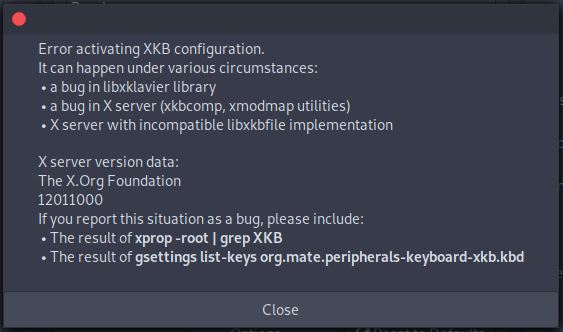 Error activating XKB configuration.
It can happen under various circumstances:
• a bug in libxklavier library
• a bug in X server (xkbcomp, xmodmap utilities)
• X server with incompatible libxkbfile implementation
X server version data:
The X.Org Foundation
12011000
If you report this situation as a bug, please include:
• The result of xprop -root | grep XKB
• The result of gsettings list-keys org.mate.peripherals-keyboard-xkb.kbd
Close